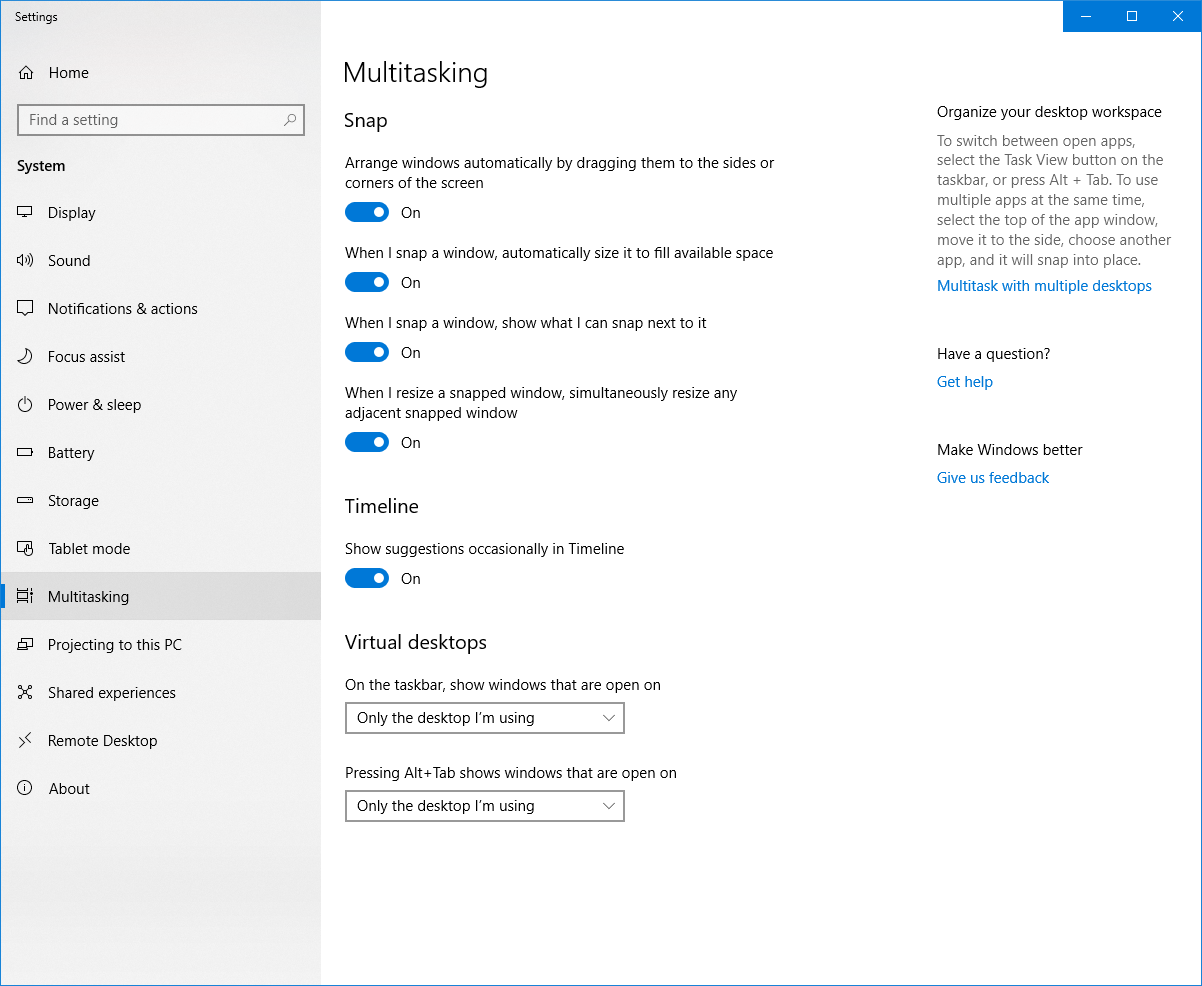 Settings
Home
Find a setting
System
Display
Sound
Notifications & actions
Focus assist
Power & sleep
Battery
Storage
Tablet mode
Multitasking
Projecting to this PC
Shared experiences
Remote Desktop
About
Multitasking
Snap
Arrange windows automatically by dragging them to the sides or
corners of the screen
On
When I snap a window, automatically size it to fill available space
On
When I snap a window, show what I can snap next to it
On
When I resize a snapped window, simultaneously resize any
adjacent snapped window
On
Timeline
Show suggestions occasionally in Timeline
On
Virtual desktops
On the taskbar, show windows that are open on
Only the desktop I'm using
Pressing Alt+Tab shows windows that are open on
Only the desktop I'm using
Organize your desktop workspace
To switch between open apps,
select the Task View button on the
taskbar, or press Alt + Tab. To use
multiple apps at the same time,
select the top of the app window,
move it to the side, choose another
app, and it will snap into place.
Multitask with multiple desktops
Have a question?
Get help
Make Windows better
Give us feedback